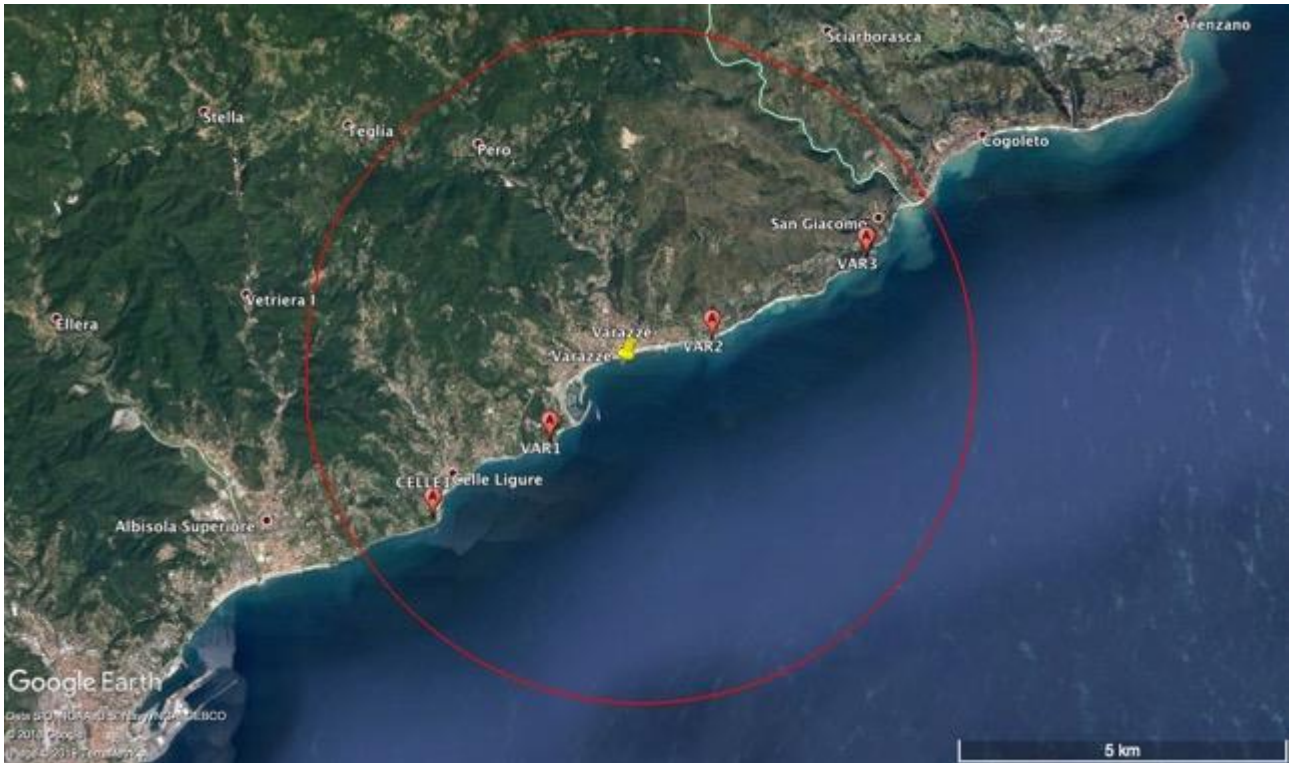 Arenzano
Sciarborasca
Stella
Teglia
Cogoleto
Pero
San Giacomo
A
VAR3
Vetriera I
A
Ellera
Varazze
VAR2
Varazze
A
VAR1
CELLE1
Celle Ligure
A
Albisola Superiore
Google Earth
5 km